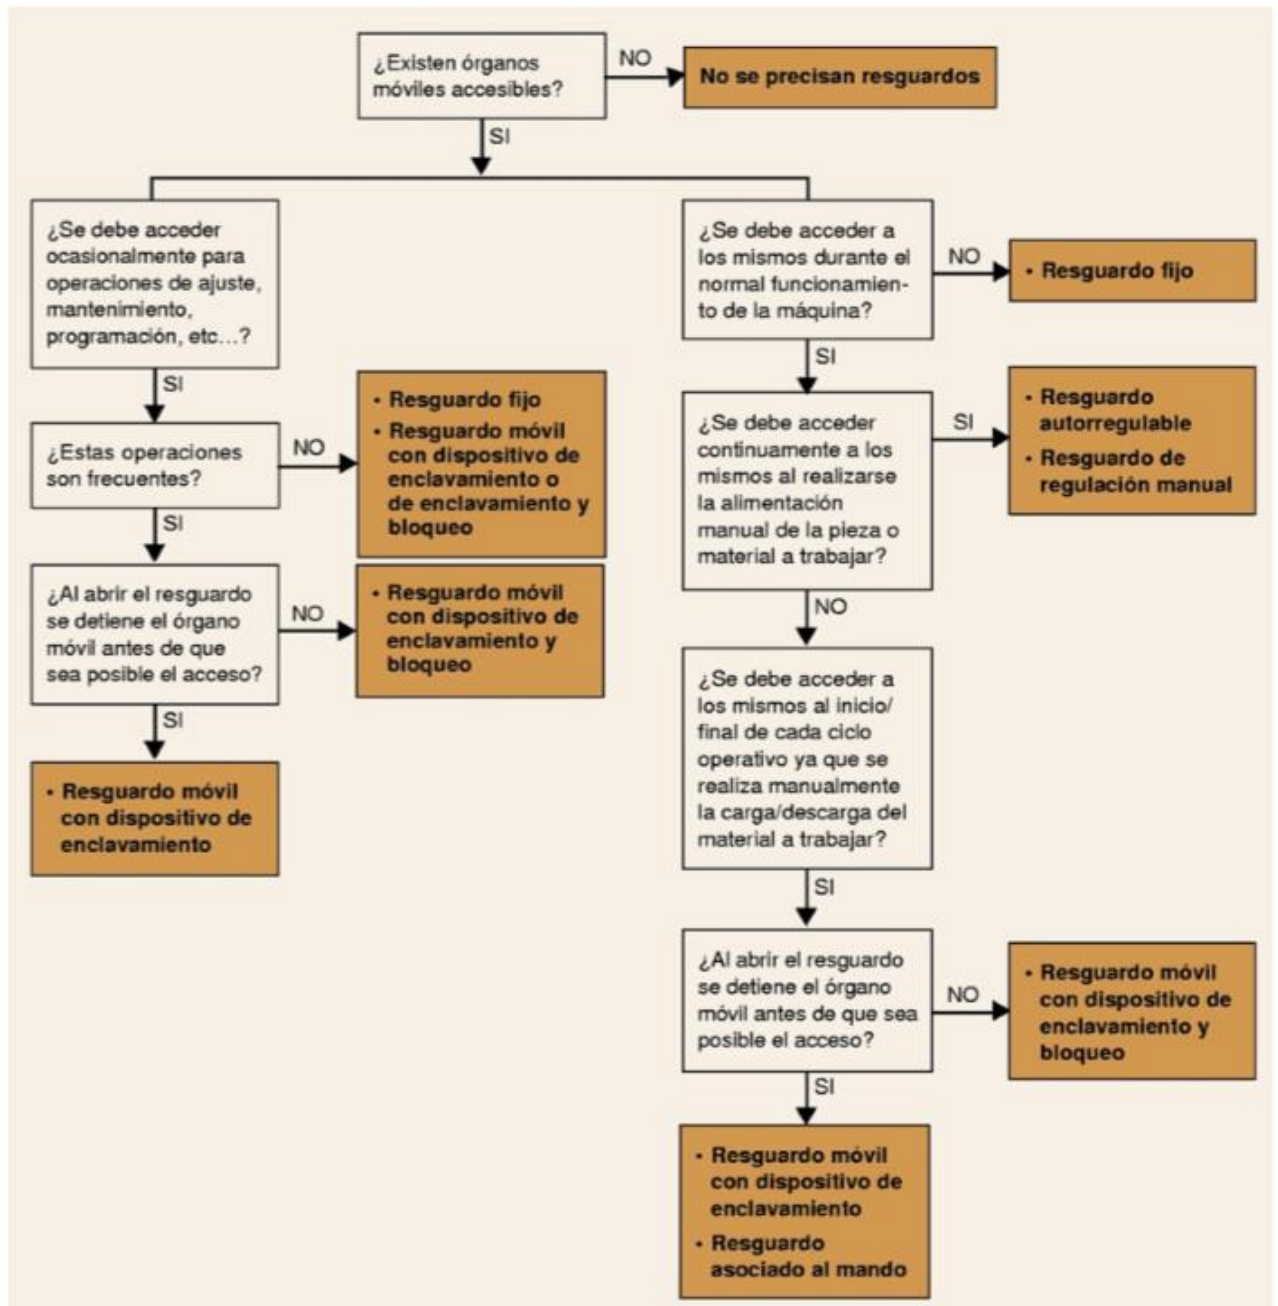 ¿Existen órganos
móviles accesibles?
NO
No se precisan resguardos
SI
¿Se debe acceder
ocasionalmente para
operaciones de ajuste,
mantenimiento,
programación, etc...?
SI
¿Estas operaciones
son frecuentes?
NO
• Resguardo fijo
• Resguardo móvil
con dispositivo de
enclavamiento o
de enclavamiento y
bloqueo
SI
¿Al abrir el resguardo
se detiene el órgano
móvil antes de que
sea posible el acceso?
NO
• Resguardo móvil
con dispositivo de
enclavamiento y
bloqueo
SI
• Resguardo móvil
con dispositivo de
enclavamiento
¿Se debe acceder a
los mismos durante el
normal funcionamien-
to de la máquina?
NO
• Resguardo fijo
SI
¿Se debe acceder
continuamente a los
mismos al realizarse
la alimentación
manual de la pieza o
material a trabajar?
SI
• Resguardo
autorregulable
• Resguardo de
regulación manual
NO
¿Se debe acceder a
los mismos al inicio/
final de cada ciclo
operativo ya que se
realiza manualmente
la carga/descarga del
material a trabajar?
SI
¿Al abrir el resguardo
se detiene el órgano
móvil antes de que sea
posible el acceso?
NO
• Resguardo móvil
con dispositivo de
enclavamiento y
bloqueo
SI
• Resguardo móvil
con dispositivo de
enclavamiento
• Resguardo
asociado al mando